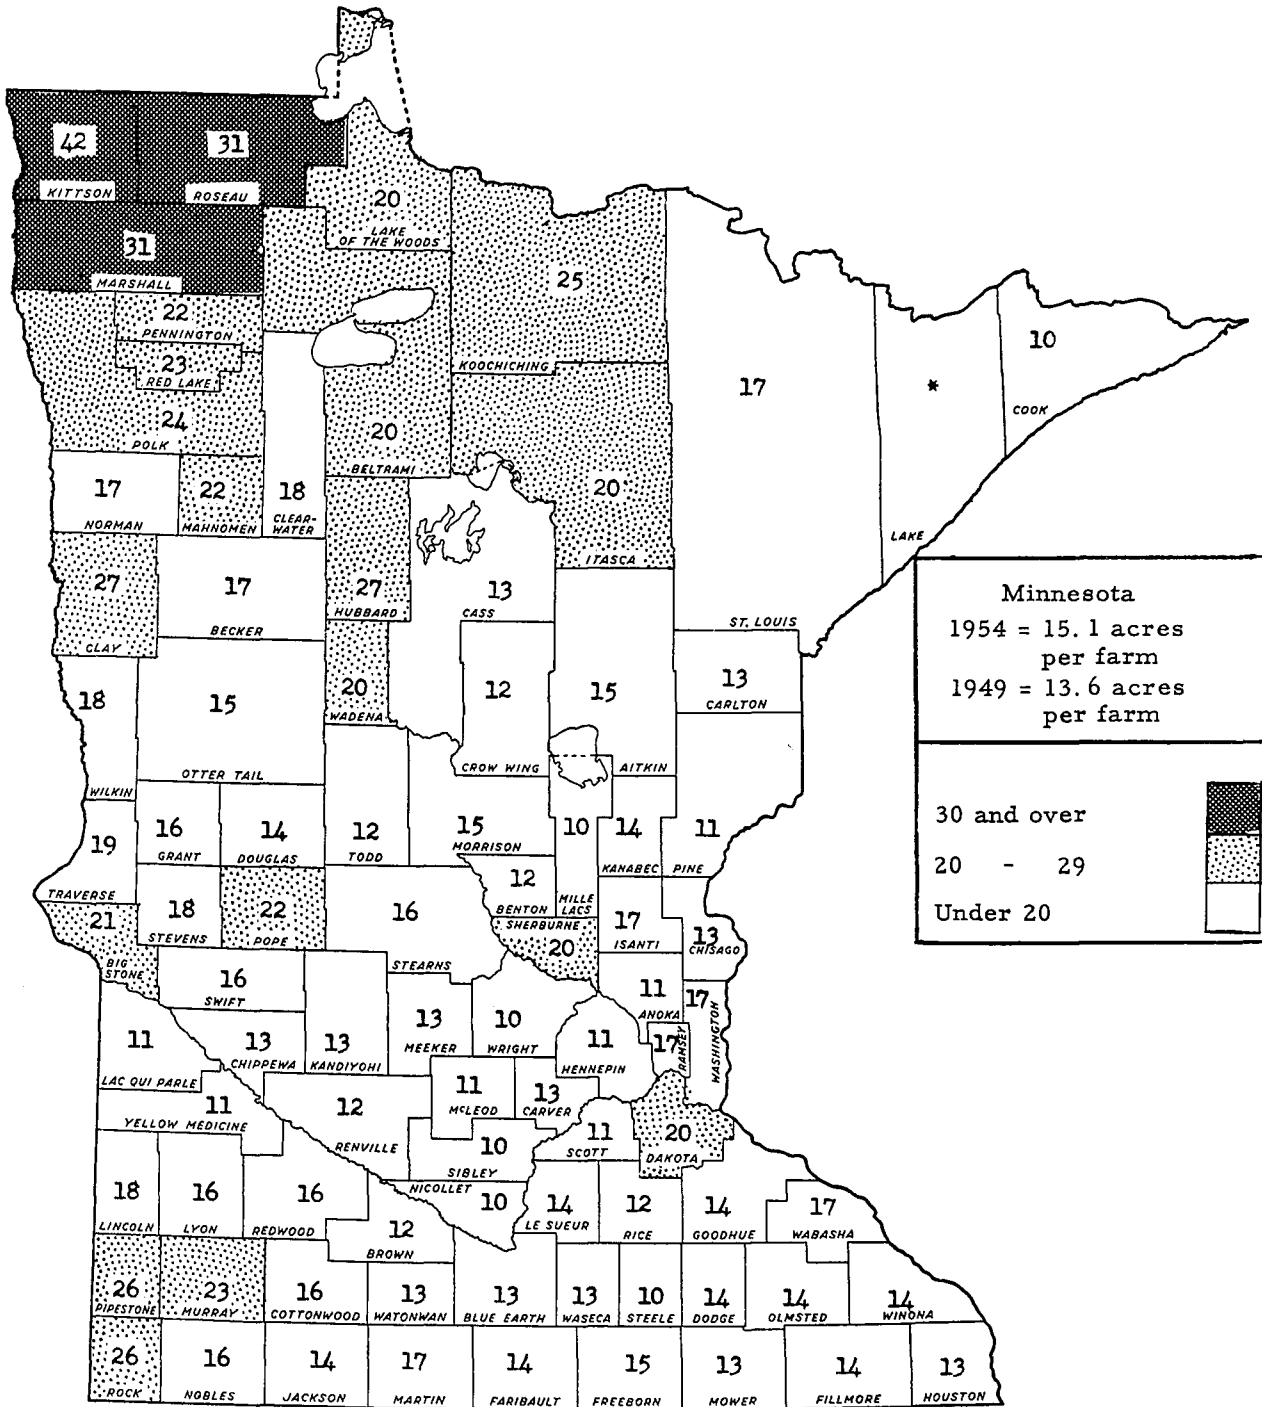 42
KITTSON
31
ROSEAU
20
LAKE
OF THE WOODS
31
MARSHALL
25
KOOCHICHING
22
PENNINGTON
23
RED LAKE
24
POLK
17
*
LAKE
10
COOK
20
BELTRAMI
17
NORMAN
22
MAHNOMEN
18
CLEAR-
WATER
20
ITASCA
27
CLAY
17
BECKER
27
HUBBARD
13
CASS
ST. LOUIS
Minnesota
1954 = 15.1 acres
per farm
1949 = 13.6 acres
per farm
30 and over
20 - 29
Under 20
18
WILKIN
15
OTTER TAIL
20
WADENA
12
CROW WING
15
AITKIN
13
CARLTON
19
TRAVERSE
16
GRANT
14
DOUGLAS
12
TODD
15
MORRISON
10
MILLE
LACS
14
KANABEC
11
PINE
21
BIG
STONE
18
STEVENS
22
POPE
16
STEARNS
12
BENTON
SHERBURNE
20
17
ISANTI
13
CHISAGO
16
SWIFT
11
LAC QUI PARLE
13
CHIPPEWA
13
KANDIYOHI
13
MEEKER
10
WRIGHT
11
HENNEPIN
11
ANOKA
17
RAMSEY
17
WASHINGTON
11
YELLOW MEDICINE
12
RENVILLE
11
McLEOD
13
CARVER
10
SIBLEY
11
SCOTT
20
DAKOTA
18
LINCOLN
16
LYON
16
REDWOOD
12
BROWN
NICOLLET
10
14
LE SUEUR
12
RICE
14
GOODHUE
17
WABASHA
26
PIPESTONE
23
MURRAY
16
COTTONWOOD
13
WATONWAN
13
BLUE EARTH
13
WASECA
10
STEELE
14
DODGE
14
OLMSTED
14
WINONA
26
ROCK
16
NOBLES
14
JACKSON
17
MARTIN
14
FARIBAULT
15
FREEBORN
13
MOWER
14
FILLMORE
13
HOUSTON